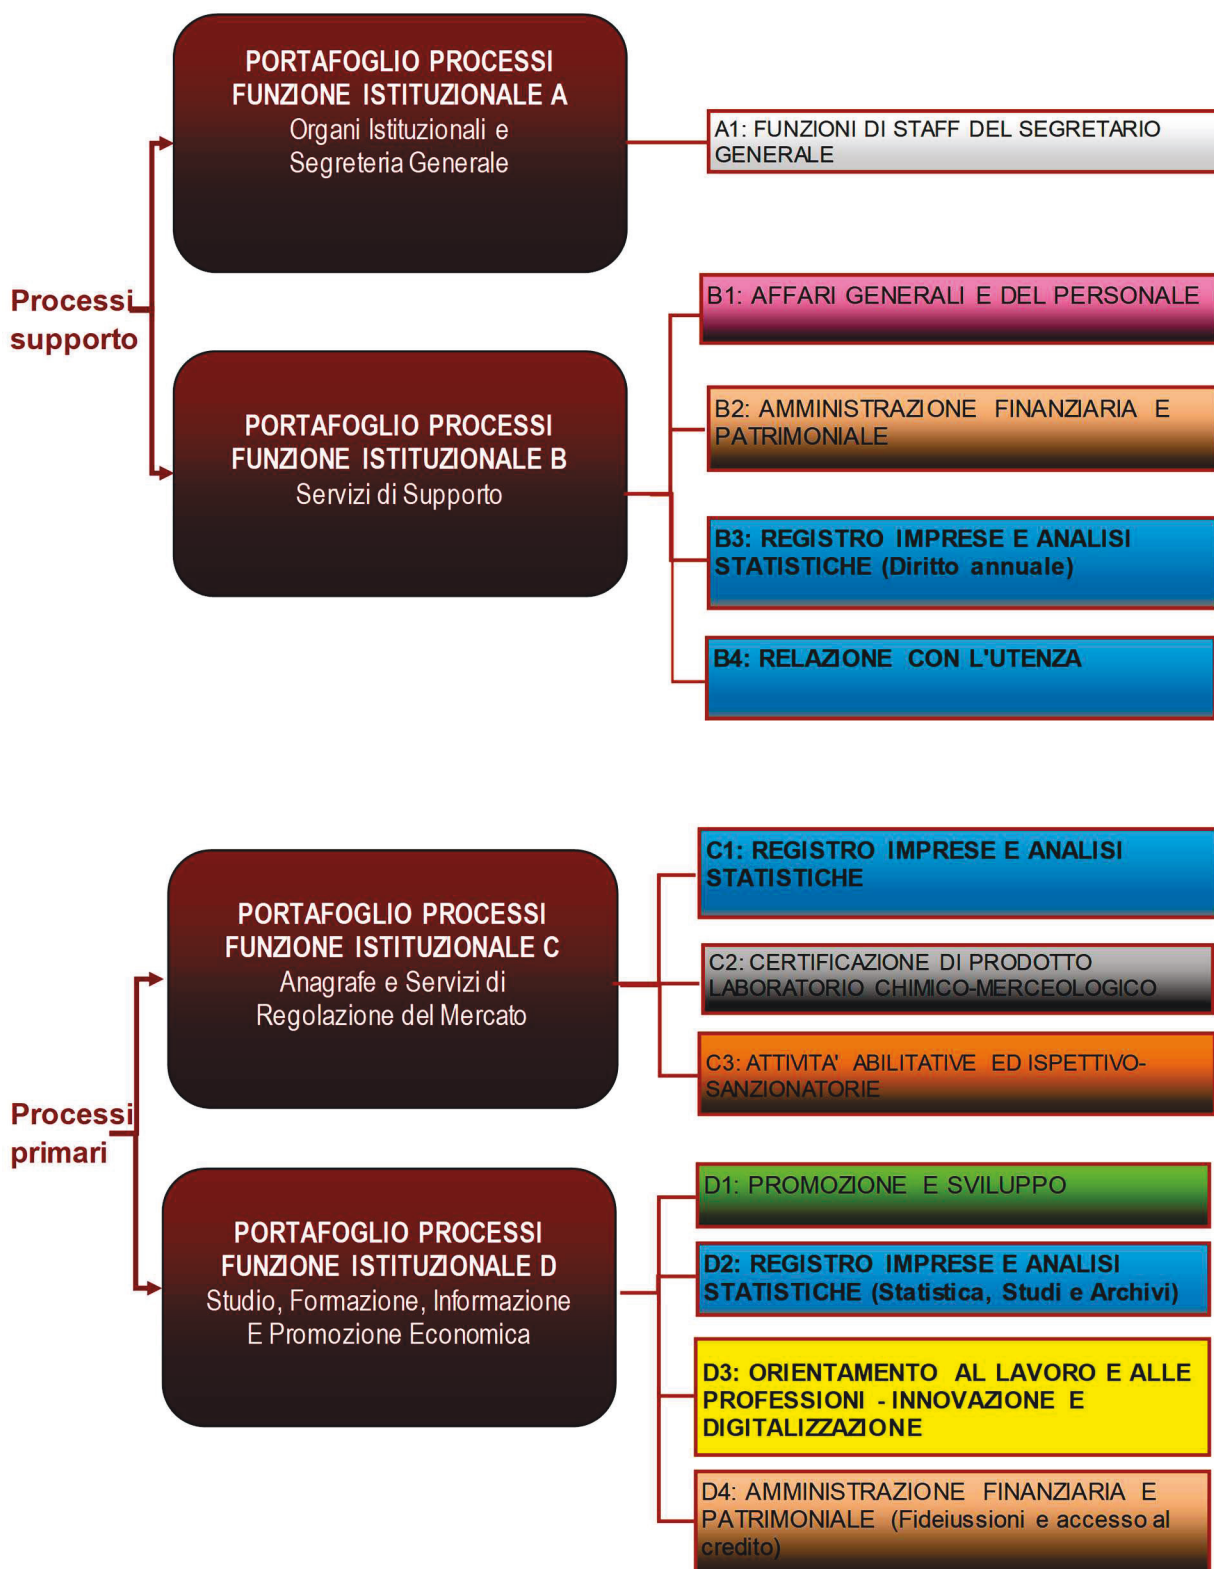 PORTAFOGLIO PROCESSI
FUNZIONE ISTITUZIONALE A
Organi Istituzionali e
Segreteria Generale
A1: FUNZIONI DI STAFF DEL SEGRETARIO
GENERALE
Processi
supporto
B1: AFFARI GENERALI E DEL PERSONALE
B2: AMMINISTRAZIONE FINANZIARIA E
PATRIMONIALE
PORTAFOGLIO PROCESSI
FUNZIONE ISTITUZIONALE B
Servizi di Supporto
B3: REGISTRO IMPRESE E ANALISI
STATISTICHE (Diritto annuale)
B4: RELAZIONE CON L'UTENZA
C1: REGISTRO IMPRESE E ANALISI
STATISTICHE
PORTAFOGLIO PROCESSI
FUNZIONE ISTITUZIONALE C
Anagrafe e Servizi di
Regolazione del Mercato
C2: CERTIFICAZIONE DI PRODOTTO
LABORATORIO CHIMICO-MERCEOLOGICO
C3: ATTIVITA' ABILITATIVE ED ISPETTIVO-
SANZIONATORIE
Processi
primari
D1: PROMOZIONE E SVILUPPO
PORTAFOGLIO PROCESSI
FUNZIONE ISTITUZIONALE D
Studio, Formazione, Informazione
E Promozione Economica
D2: REGISTRO IMPRESE E ANALISI
STATISTICHE (Statistica, Studi e Archivi)
D3: ORIENTAMENTO AL LAVORO E ALLE
PROFESSIONI - INNOVAZIONE E
DIGITALIZZAZIONE
D4: AMMINISTRAZIONE FINANZIARIA E
PATRIMONIALE (Fideiussioni e accesso al
credito)